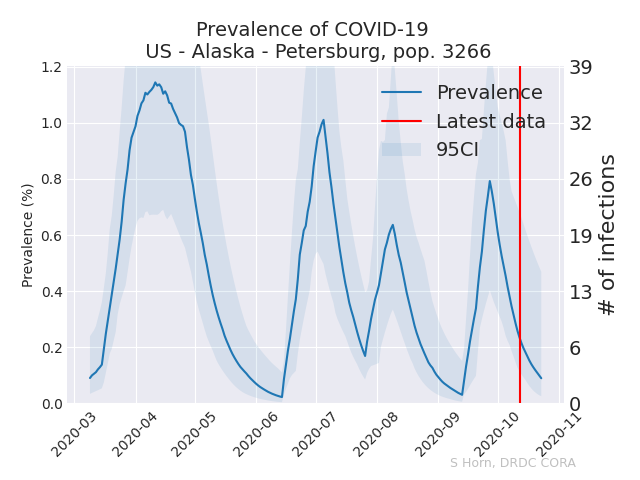 Prevalence of COVID-19
US - Alaska - Petersburg, pop. 3266
Prevalence
Latest data
95CI
Prevalence (%)
1.2
1.0
0.8
0.6
0.4
0.2
0.0
39
32
26
19
13
6
0
# of infections
2020-03
2020-04
2020-05
2020-06
2020-07
2020-08
2020-09
2020-10
2020-11
S Horn, DRDC CORA